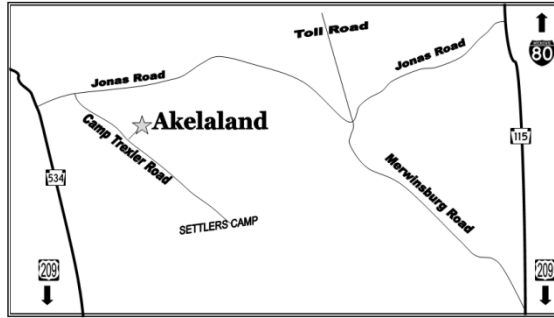 Toll Road
Jonas Road
80
Jonas Road
Akelaland
115
Camp Trexler Road
534
Merwinsburg Road
SETTLERS CAMP
209
209